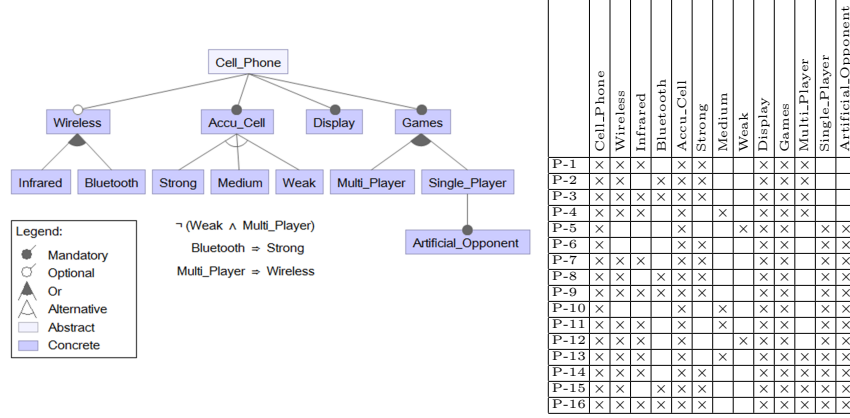 Cell_Phone
Wireless Accu_Cell Display Games
Infrared Bluetooth Strong Medium Weak Multi_Player Single_Player
Artificial_Opponent
Legend:
Mandatory
Optional
Or
Alternative
Abstract
Concrete
¬ (Weak ∧ Multi_Player)
Bluetooth ⇒ Strong
Multi_Player ⇒ Wireless
Cell_Phone Wireless Infrared Bluetooth Accu_Cell Strong Medium Weak Display Games Multi_Player Single_Player Artificial_Opponent
P-1 × × × × × × × ×
P-2 × × × × × × × ×
P-3 × × × × × × × × ×
P-4 × × × × × × × ×
P-5 × × × × × × ×
P-6 × × × × × × ×
P-7 × × × × × × × × ×
P-8 × × × × × × × × ×
P-9 × × × × × × × × × ×
P-10 × × × × × × ×
P-11 × × × × × × × × ×
P-12 × × × × × × × × ×
P-13 × × × × × × × × × ×
P-14 × × × × × × × × × ×
P-15 × × × × × × × × × ×
P-16 × × × × × × × × × × ×